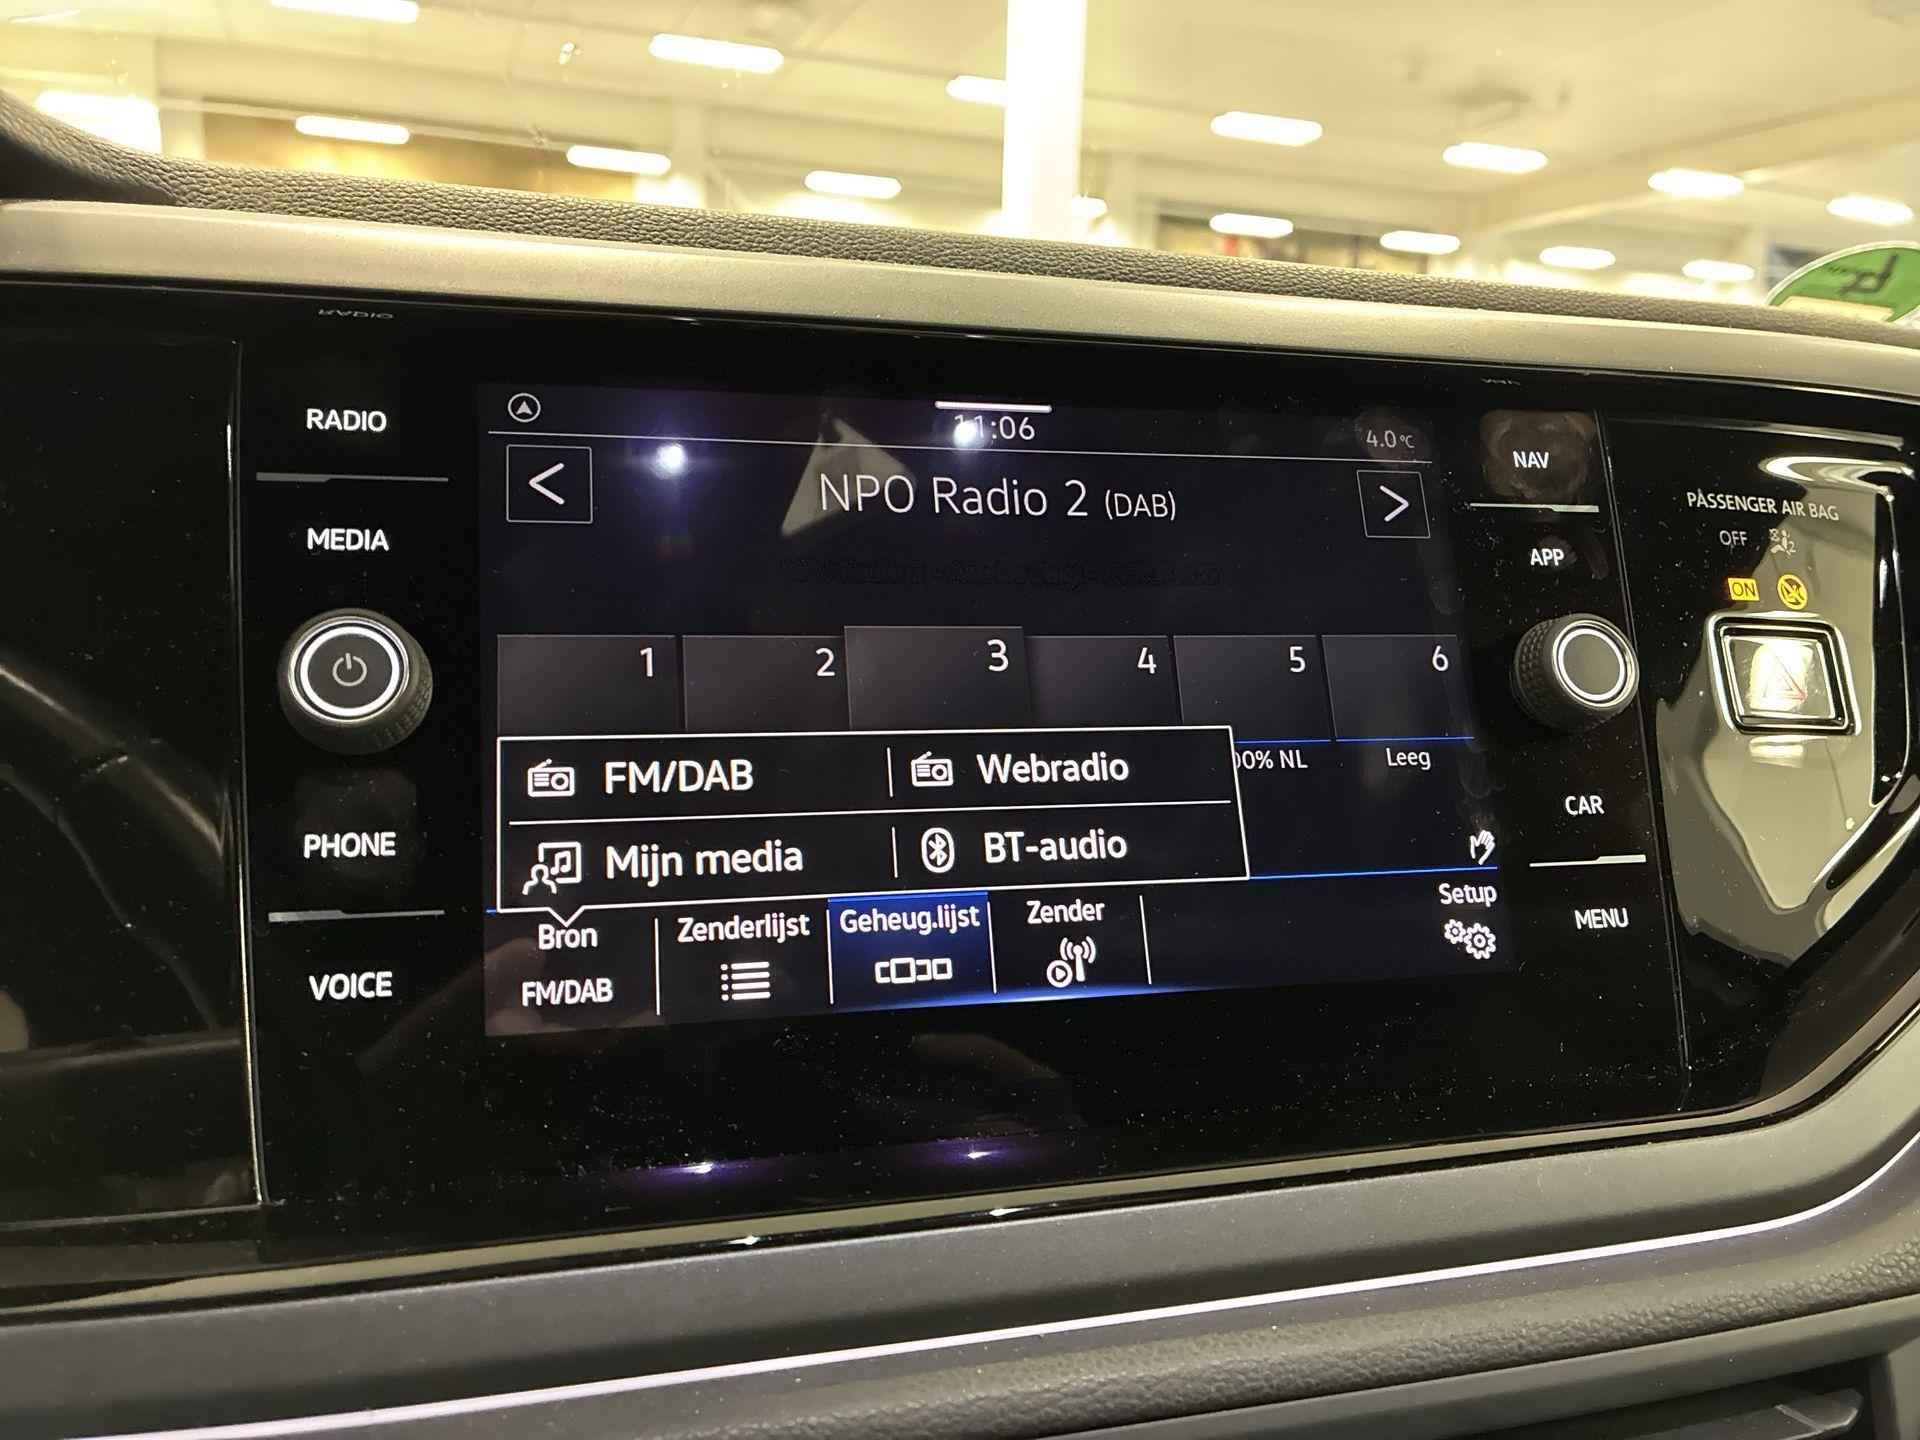 RADIO
MEDIA
PHONE
VOICE
11:06
4.0°C
<
NPO Radio 2 (DAB)
>
1
2
3
4
5
6
FM/DAB
Webradio
Mijn media
BT-audio
00% NL
Leeg
Bron
FM/DAB
Zenderlijst
Geheug.lijst
Zender
Setup
NAV
APP
CAR
MENU
PASSENGER AIR BAG
OFF
ON